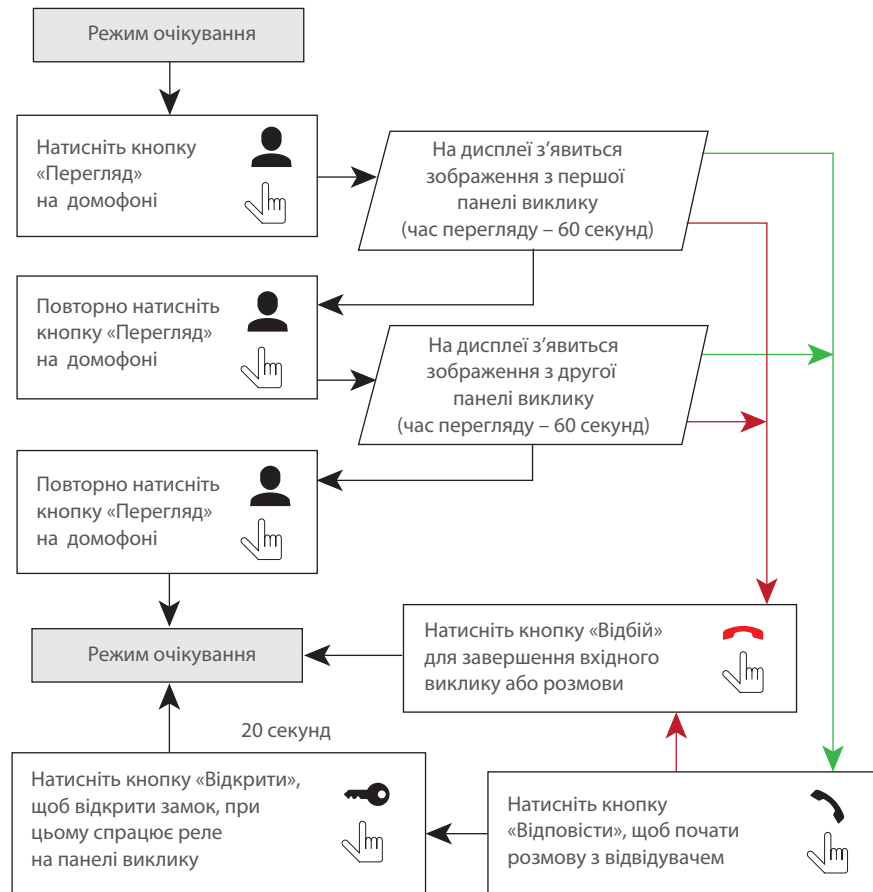 Режим очікування
Натисніть кнопку
«Перегляд»
на домофоні
На дисплеї з’явиться
зображення з першої
панелі виклику
(час перегляду – 60 секунд)
Повторно натисніть
кнопку «Перегляд»
на домофоні
На дисплеї з’явиться
зображення з другої
панелі виклику
(час перегляду – 60 секунд)
Повторно натисніть
кнопку «Перегляд»
на домофоні
Режим очікування
Натисніть кнопку «Відбій»
для завершення вхідного
виклику або розмови
20 секунд
Натисніть кнопку «Відкрити»,
щоб відкрити замок, при
цьому спрацює реле
на панелі виклику
Натисніть кнопку
«Відповісти», щоб почати
розмову з відвідувачем